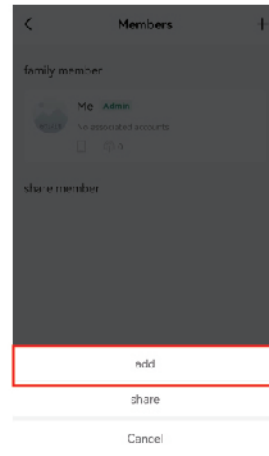 Members
family member
Me Admin
No associated accounts
share member
add
share
Cancel